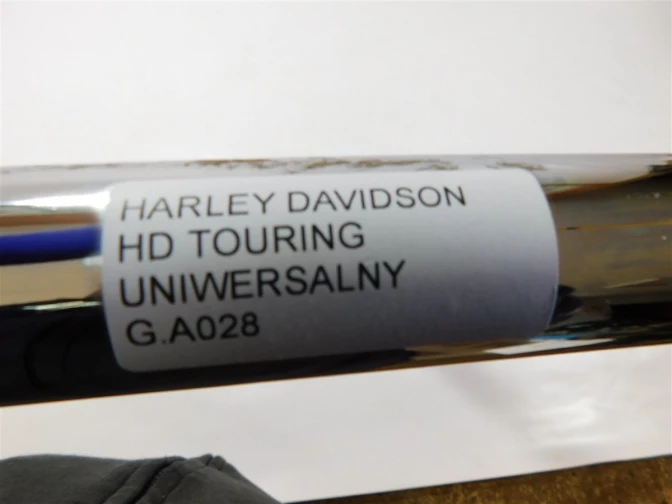 HARLEY DAVIDSON
HD TOURING
UNIWERSALNY
G.A028